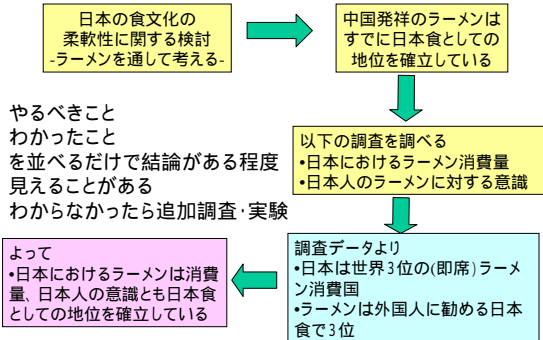 日本の食文化の
柔軟性に関する検討
-ラーメンを通して考える-
中国発祥のラーメンは
すでに日本食としての
地位を確立している
やるべきこと
わかったこと
を並べるだけで結論がある程度
見えることがある
わからなかったら追加調査・実験
以下の調査を調べる
•日本におけるラーメン消費量
•日本人のラーメンに対する意識
調査データより
•日本は世界3位の(即席)ラー
メン消費国
•ラーメンは外国人に勧める日本
食で3位
よって
•日本におけるラーメンは消費
量、日本人の意識とも日本食
としての地位を確立している